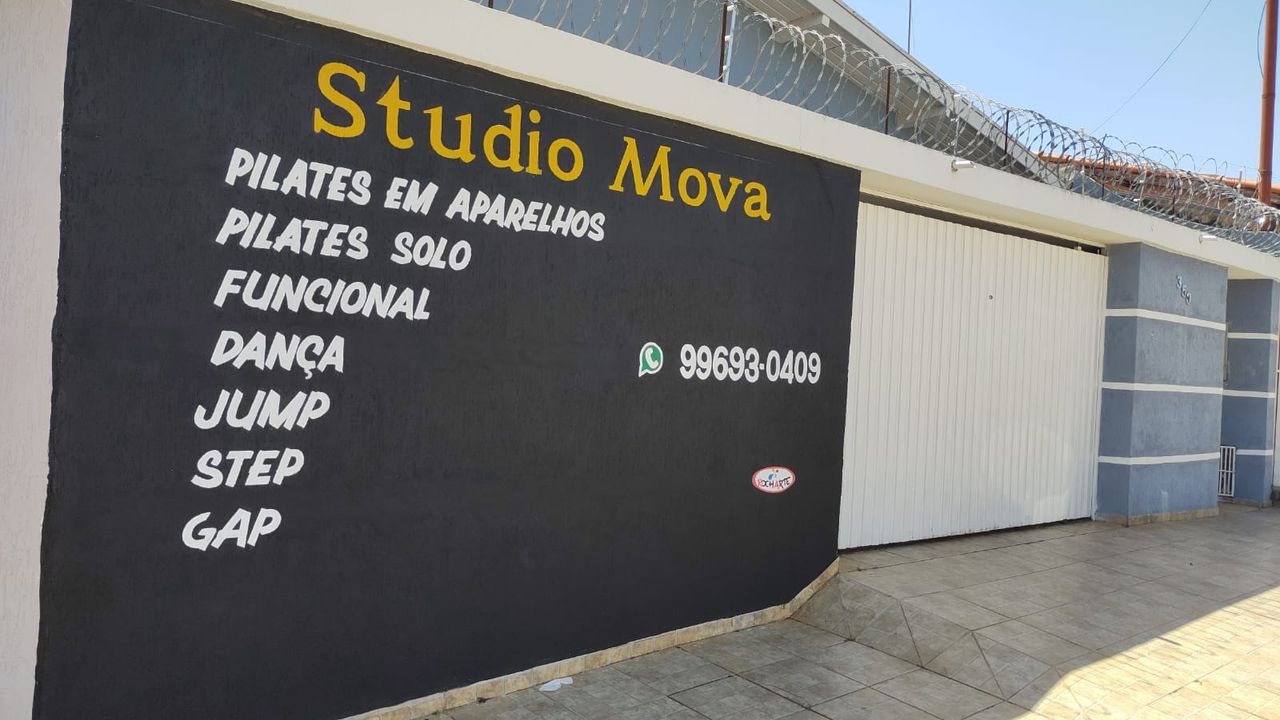 Studio Mova
PILATES EM APARELHOS
PILATES SOLO
FUNCIONAL
DANÇA
JUMP
STEP
GAP
99693-0409